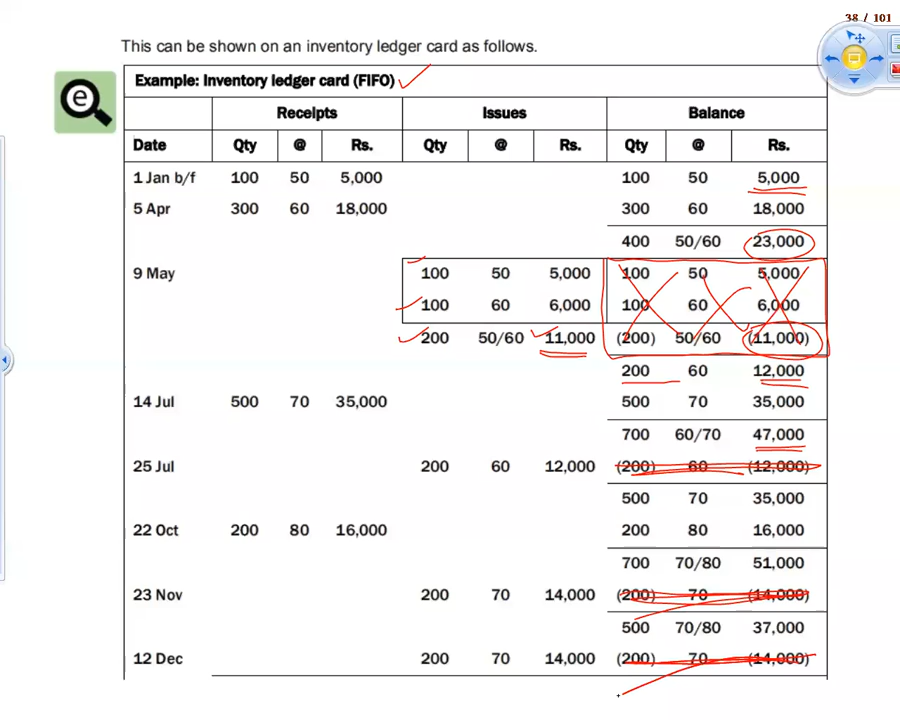 38 / 101
This can be shown on an inventory ledger card as follows.
e
Example: Inventory ledger card (FIFO)
Receipts Issues Balance
Date Qty @ Rs. Qty @ Rs. Qty @ Rs.
1 Jan b/f 100 50 5,000 100 50 5,000
5 Apr 300 60 18,000 300 60 18,000
400 50/60 23,000
9 May 100 50 5,000 100 50 5,000
100 60 6,000 100 60 6,000
200 50/60 11,000 (200) 50/60 (11,000)
200 60 12,000
14 Jul 500 70 35,000 500 70 35,000
700 60/70 47,000
25 Jul 200 60 12,000 (200) 60 (12,000)
500 70 35,000
22 Oct 200 80 16,000 200 80 16,000
700 70/80 51,000
23 Nov 200 70 14,000 (200) 70 (14,000)
500 70/80 37,000
12 Dec 200 70 14,000 (200) 70 (14,000)